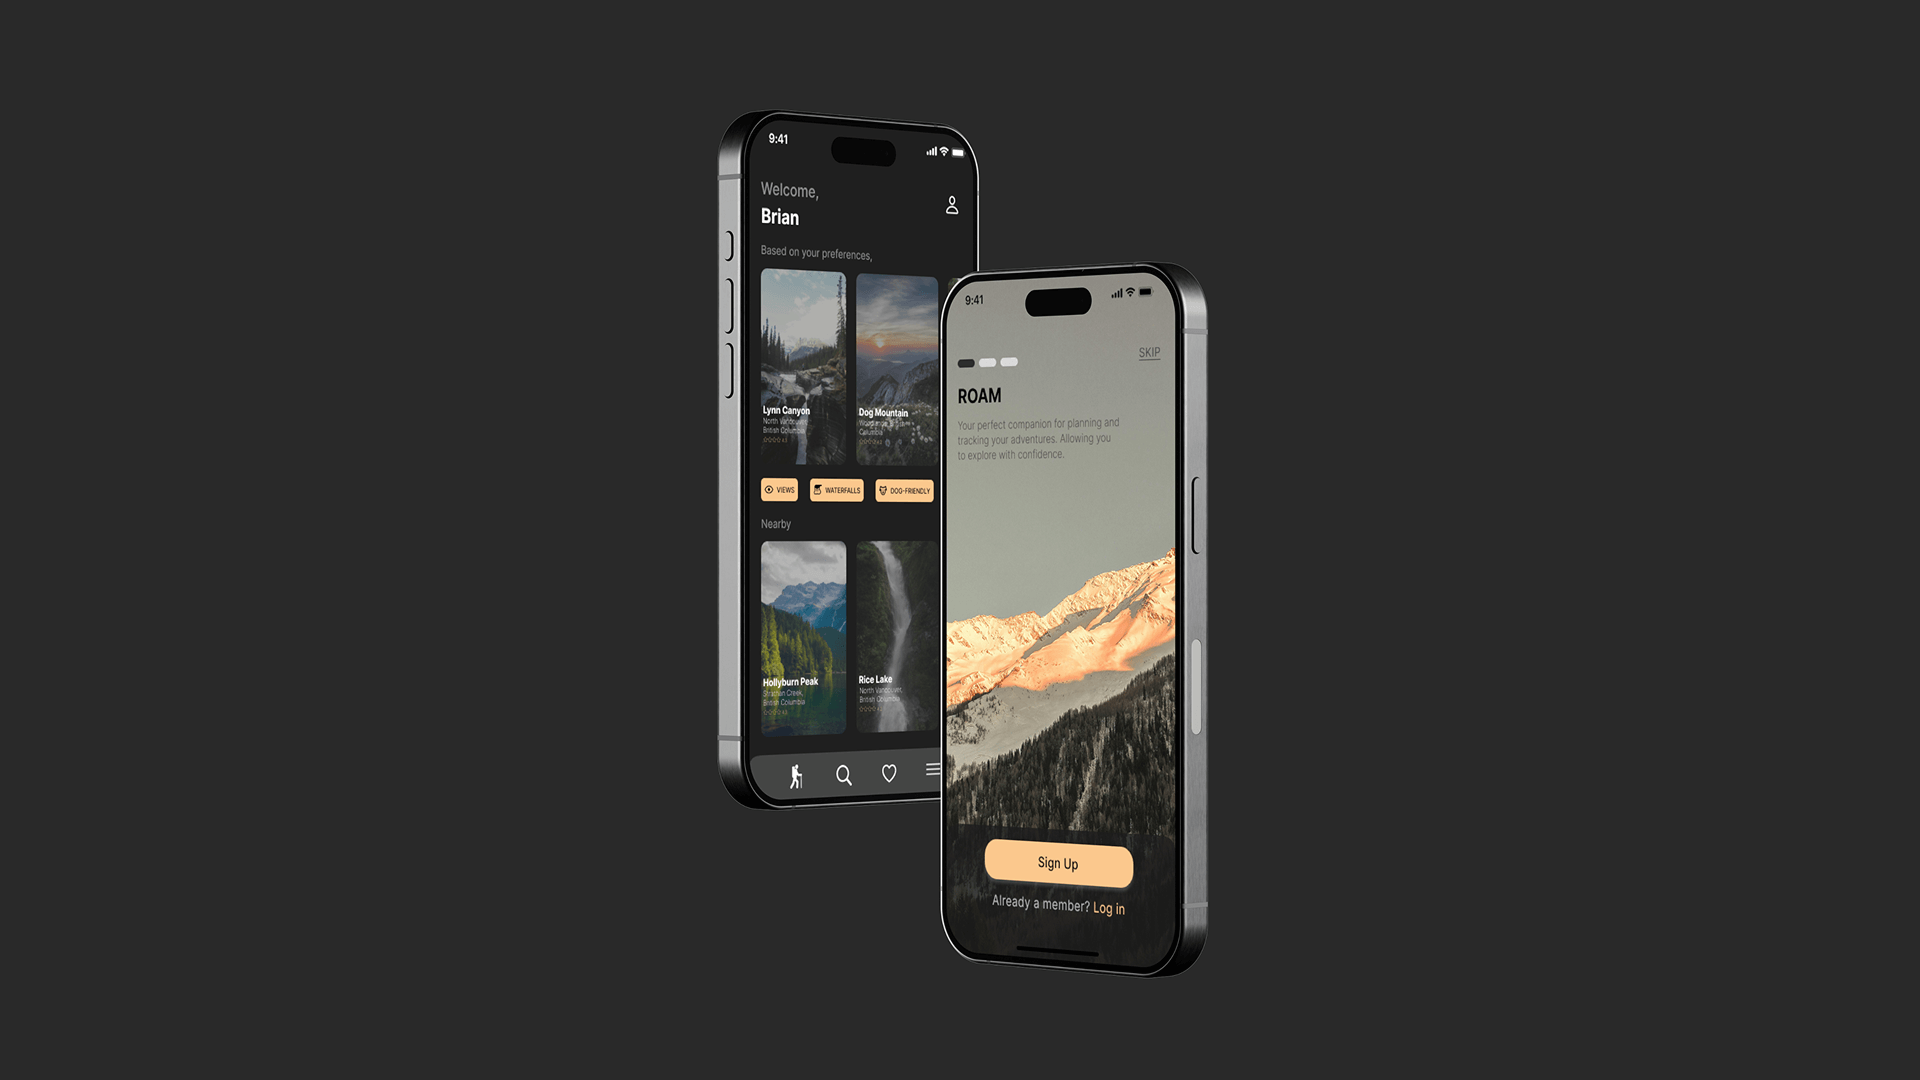 9:41
Welcome,
Brian
Based on your preferences,
Lynn Canyon
North Vancouver,
British Columbia
Dog Mountain
Columbia
VIEWS
WATERFALLS
DOG-FRIENDLY
Nearby
Hollyburn Peak
Strachan Creek,
British Columbia
Rice Lake
North Vancouver,
British Columbia
9:41
SKIP
ROAM
Your perfect companion for planning and
tracking your adventures. Allowing you
to explore with confidence.
Sign Up
Already a member? Log in